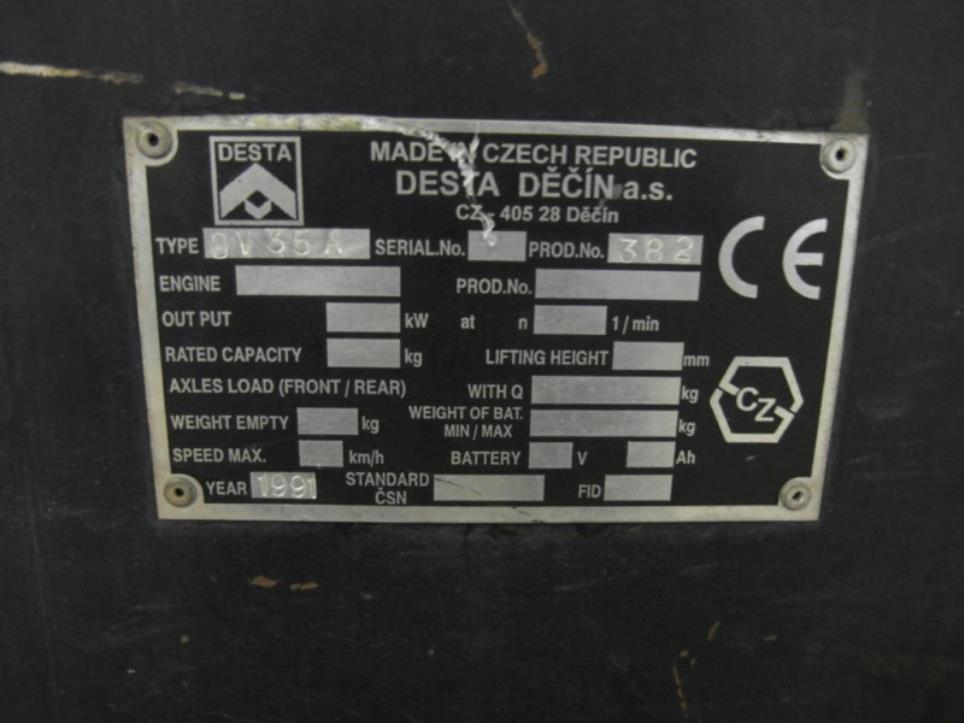 DESTA
MADE IN CZECH REPUBLIC
DESTA DĚČÍN a.s.
CZ - 405 28 Děčín
TYPE DV 35 A SERIAL.No. PROD.No. 382
ENGINE PROD.No.
OUT PUT kW at n 1 / min
RATED CAPACITY kg LIFTING HEIGHT mm
AXLES LOAD (FRONT / REAR) WITH Q kg
WEIGHT EMPTY kg WEIGHT OF BAT. MIN / MAX kg
SPEED MAX. km/h BATTERY V Ah
YEAR 1991 STANDARD ČSN FID
CE
CZ